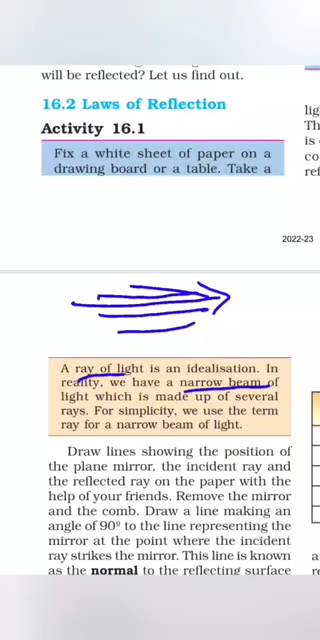 will be reflected? Let us find out.
16.2 Laws of Reflection
Activity 16.1
Fix a white sheet of paper on a
drawing board or a table. Take a
2022-23
A ray of light is an idealisation. In
reality, we have a narrow beam of
light which is made up of several
rays. For simplicity, we use the term
ray for a narrow beam of light.
Draw lines showing the position of
the plane mirror, the incident ray and
the reflected ray on the paper with the
help of your friends. Remove the mirror
and the comb. Draw a line making an
angle of 90º to the line representing the
mirror at the point where the incident
ray strikes the mirror. This line is known
as the normal to the reflecting surface
lig
Th
is
co
ref